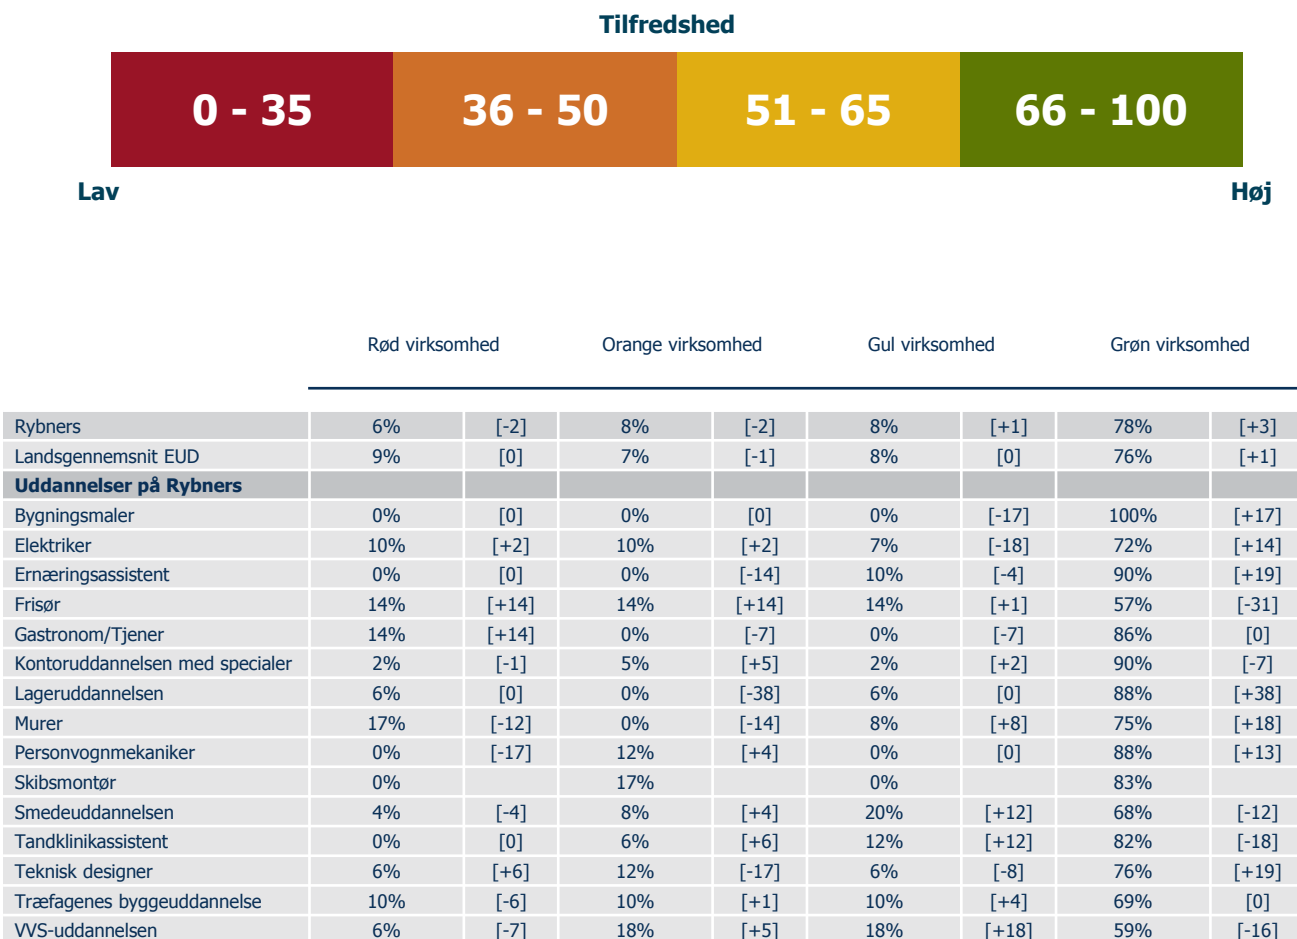 Tilfredshed
0 - 35 36 - 50 51 - 65 66 - 100
Lav Høj
Rød virksomhed Orange virksomhed Gul virksomhed Grøn virksomhed
Rybners 6% [-2] 8% [-2] 8% [+1] 78% [+3]
Landsgennemsnit EUD 9% [0] 7% [-1] 8% [0] 76% [+1]
Uddannelser på Rybners
Bygningsmaler 0% [0] 0% [0] 0% [-17] 100% [+17]
Elektriker 10% [+2] 10% [+2] 7% [-18] 72% [+14]
Ernæringsassistent 0% [0] 0% [-14] 10% [-4] 90% [+19]
Frisør 14% [+14] 14% [+14] 14% [+1] 57% [-31]
Gastronom/Tjener 14% [+14] 0% [-7] 0% [-7] 86% [0]
Kontoruddannelsen med specialer 2% [-1] 5% [+5] 2% [+2] 90% [-7]
Lageruddannelsen 6% [0] 0% [-38] 6% [0] 88% [+38]
Murer 17% [-12] 0% [-14] 8% [+8] 75% [+18]
Personvognmekaniker 0% [-17] 12% [+4] 0% [0] 88% [+13]
Skibsmontør 0% 17% 0% 83%
Smedeuddannelsen 4% [-4] 8% [+4] 20% [+12] 68% [-12]
Tandklinikassistent 0% [0] 6% [+6] 12% [+12] 82% [-18]
Teknisk designer 6% [+6] 12% [-17] 6% [-8] 76% [+19]
Træfagenes byggeuddannelse 10% [-6] 10% [+1] 10% [+4] 69% [0]
VVS-uddannelsen 6% [-7] 18% [+5] 18% [+18] 59% [-16]